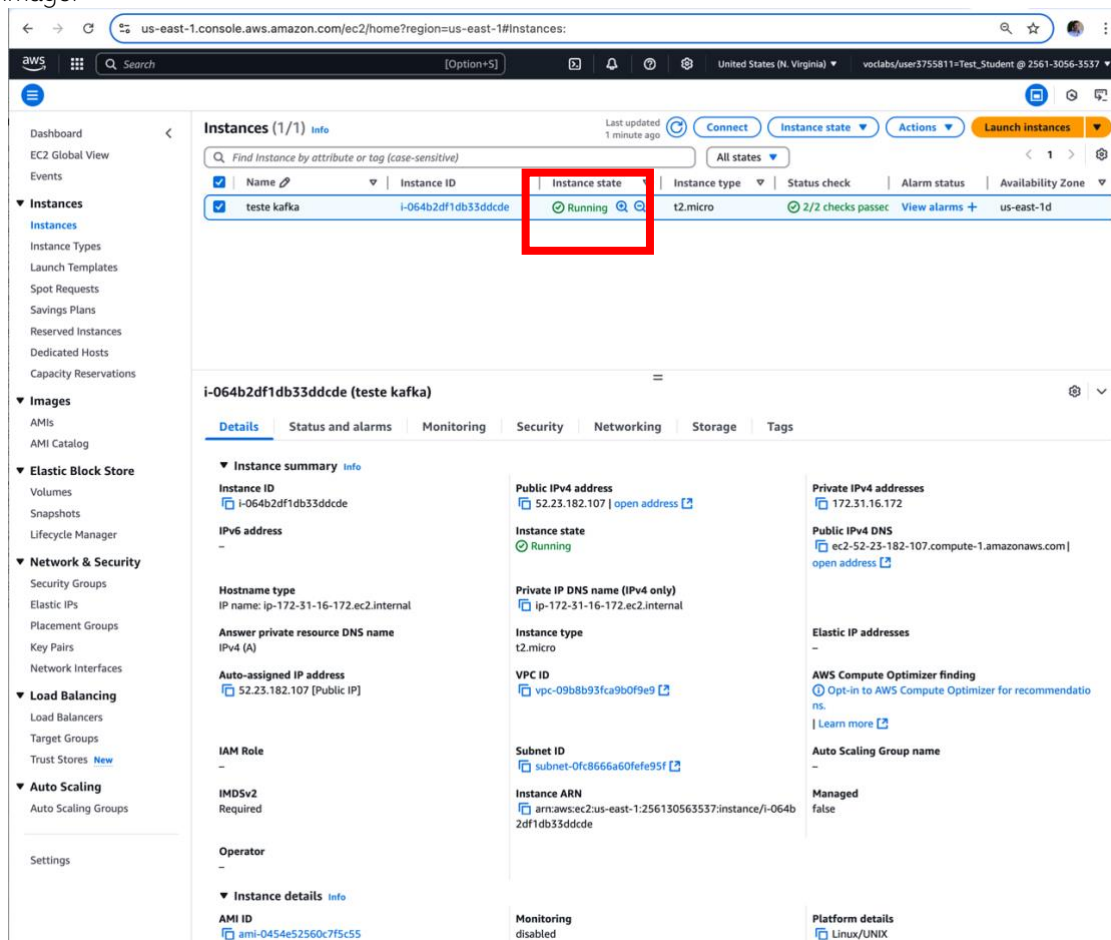 us-east-1.console.aws.amazon.com/ec2/home?region=us-east-1#Instances:
aws Search [Option+S] United States (N. Virginia) voclabs/user3755811=Test_Student @ 2561-3056-3537
Dashboard
EC2 Global View
Events
Instances
Instances
Instance Types
Launch Templates
Spot Requests
Savings Plans
Reserved Instances
Dedicated Hosts
Capacity Reservations
Images
AMIs
AMI Catalog
Elastic Block Store
Volumes
Snapshots
Lifecycle Manager
Network & Security
Security Groups
Elastic IPs
Placement Groups
Key Pairs
Network Interfaces
Load Balancing
Load Balancers
Target Groups
Trust Stores New
Auto Scaling
Auto Scaling Groups
Settings
Instances (1/1) Info
Last updated
1 minute ago
Connect Instance state Actions Launch instances
Find Instance by attribute or tag (case-sensitive) All states 1
Name Instance ID Instance state Instance type Status check Alarm status Availability Zone
teste kafka i-064b2df1db33ddcde Running t2.micro 2/2 checks passec View alarms + us-east-1d
i-064b2df1db33ddcde (teste kafka)
Details Status and alarms Monitoring Security Networking Storage Tags
Instance summary Info
Instance ID
i-064b2df1db33ddcde
Public IPv4 address
52.23.182.107 | open address
Private IPv4 addresses
172.31.16.172
IPv6 address
–
Instance state
Running
Public IPv4 DNS
ec2-52-23-182-107.compute-1.amazonaws.com |
open address
Hostname type
IP name: ip-172-31-16-172.ec2.internal
Private IP DNS name (IPv4 only)
ip-172-31-16-172.ec2.internal
Answer private resource DNS name
IPv4 (A)
Instance type
t2.micro
Elastic IP addresses
–
Auto-assigned IP address
52.23.182.107 [Public IP]
VPC ID
vpc-09b8b93fca9b0f9e9
AWS Compute Optimizer finding
Opt-in to AWS Compute Optimizer for recommendatio
ns.
| Learn more
IAM Role
–
Subnet ID
subnet-0fc8666a60fefe95f
Auto Scaling Group name
–
IMDSv2
Required
Instance ARN
arn:aws:ec2:us-east-1:256130563537:instance/i-064b
2df1db33ddcde
Managed
false
Operator
–
Instance details Info
AMI ID
ami-0454e52560c7f5c55
Monitoring
disabled
Platform details
Linux/UNIX